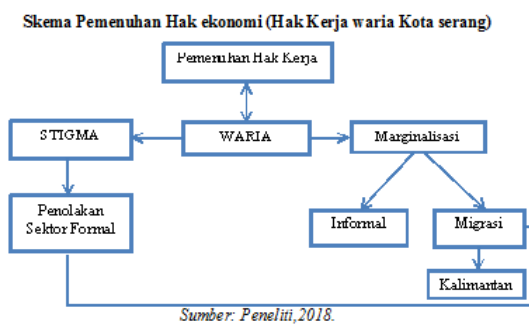 Skema Pemenuhan Hak ekonomi (Hak Kerja waria Kota serang)
Pemenuhan Hak Kerja
STIGMA
WARIA
Marginalisasi
Penolakan
Sektor Formal
Informal
Migrasi
Kalimantan
Sumber: Peneliti,2018.